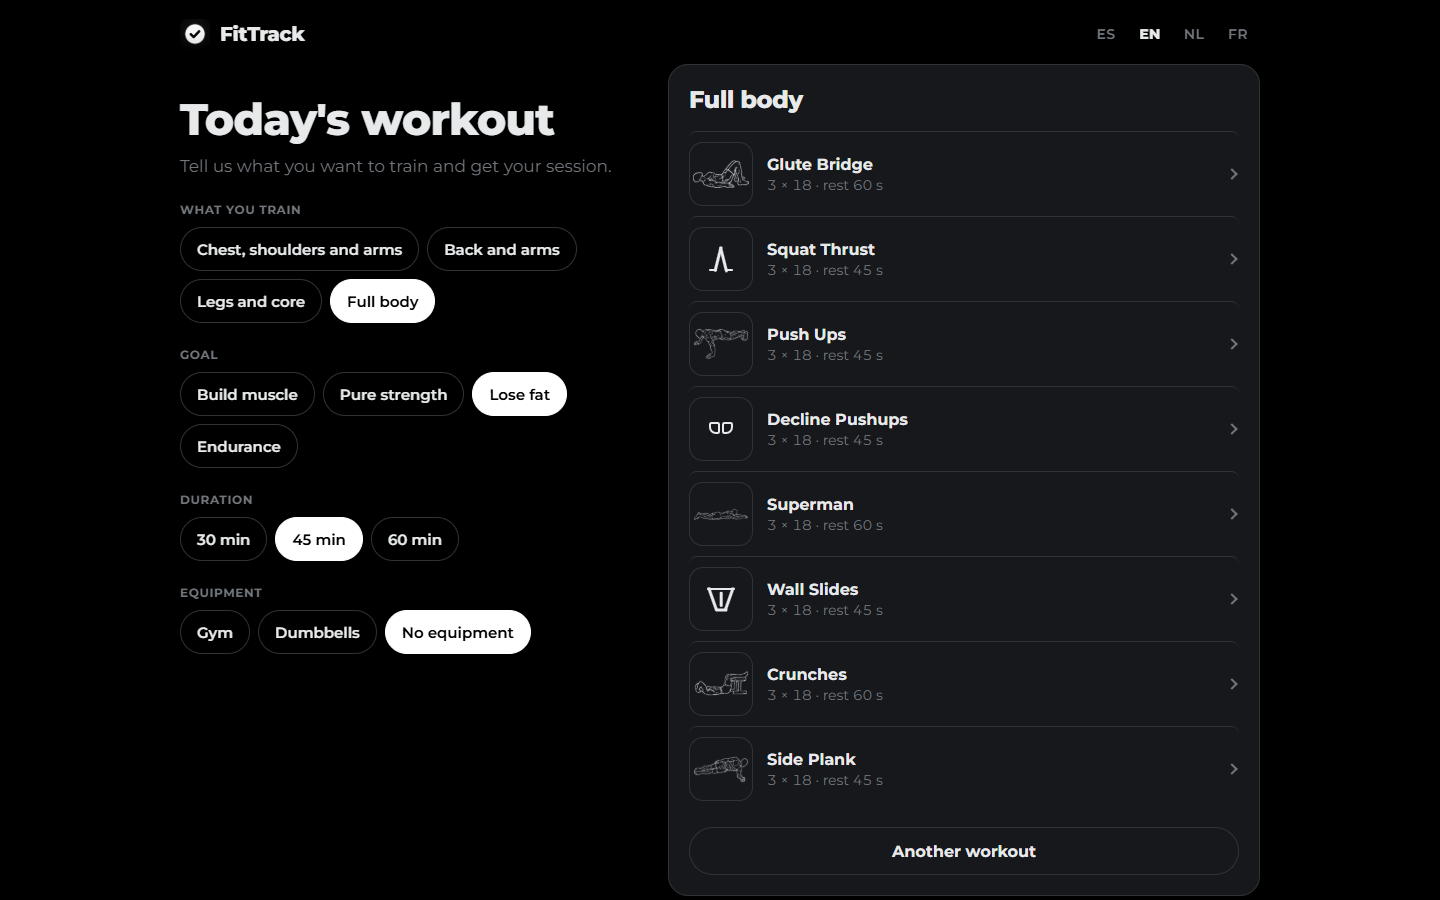 FitTrack
ES EN NL FR
Today's workout
Tell us what you want to train and get your session.
WHAT YOU TRAIN
Chest, shoulders and arms
Back and arms
Legs and core
Full body
GOAL
Build muscle
Pure strength
Lose fat
Endurance
DURATION
30 min
45 min
60 min
EQUIPMENT
Gym
Dumbbells
No equipment
Full body
Glute Bridge
3 × 18 · rest 60 s
Squat Thrust
3 × 18 · rest 45 s
Push Ups
3 × 18 · rest 45 s
Decline Pushups
3 × 18 · rest 45 s
Superman
3 × 18 · rest 60 s
Wall Slides
3 × 18 · rest 45 s
Crunches
3 × 18 · rest 60 s
Side Plank
3 × 18 · rest 45 s
Another workout